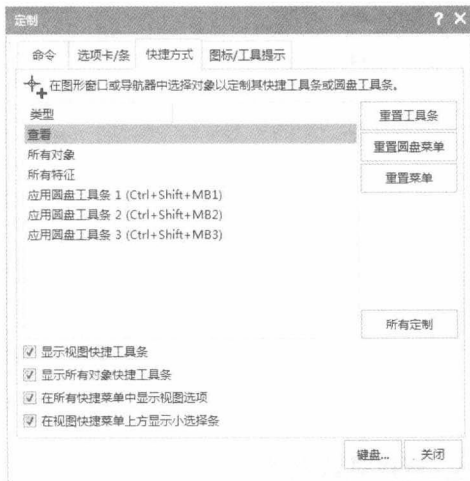 定制
? ×
命令 选项卡/条 快捷方式 图标/工具提示
在图形窗口或导航器中选择对象以定制其快捷工具条或圆盘工具条。
类型
查看
所有对象
所有特征
应用圆盘工具条 1 (Ctrl+Shift+MB1)
应用圆盘工具条 2 (Ctrl+Shift+MB2)
应用圆盘工具条 3 (Ctrl+Shift+MB3)
重置工具条
重置圆盘菜单
重置菜单
所有定制
显示视图快捷工具条
显示所有对象快捷工具条
在所有快捷菜单中显示视图选项
在视图快捷菜单上方显示小选择条
键盘... 关闭